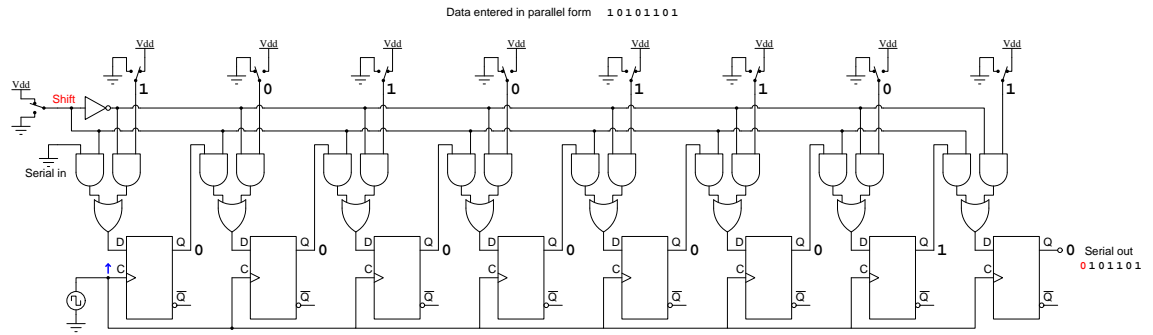 Data entered in parallel form 1 0 1 0 1 1 0 1
Vdd Vdd Vdd Vdd Vdd Vdd Vdd Vdd
Vdd
Shift
1 0 1 0 1 1 0 1
Serial in
D Q D Q D Q D Q D Q D Q D Q D Q
0 0 0 0 0 0 1 0 Serial out
C C C C C C C C
0 1 0 1 1 0 1
Q Q Q Q Q Q Q Q